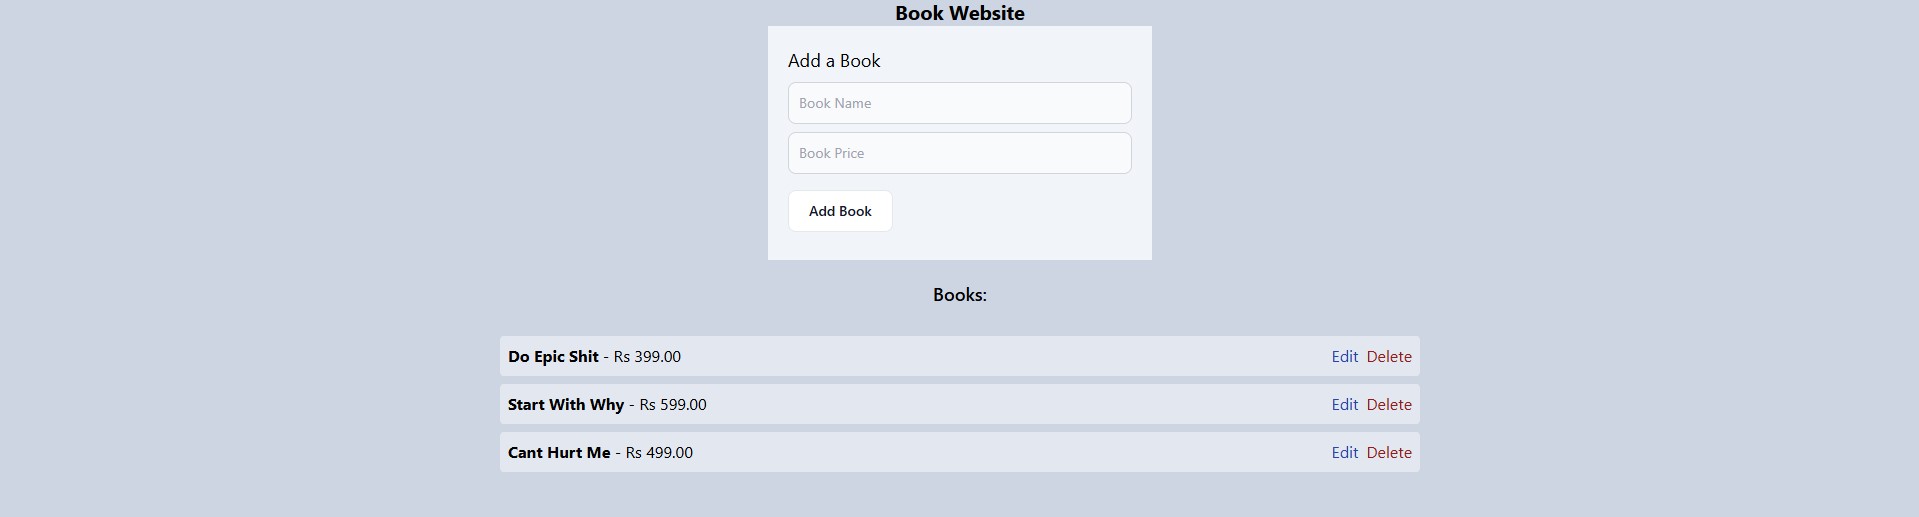 Book Website
Add a Book
Book Name
Book Price
Add Book
Books:
Do Epic Shit - Rs 399.00 Edit Delete
Start With Why - Rs 599.00 Edit Delete
Cant Hurt Me - Rs 499.00 Edit Delete